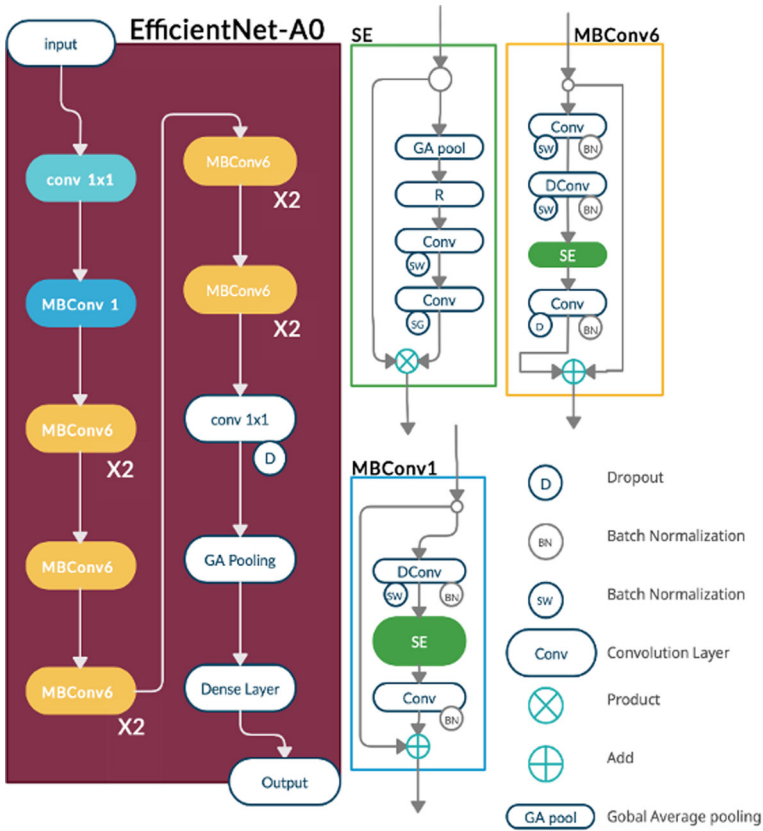 EfficientNet-A0
input
conv 1x1
MBConv 1
MBConv6
X2
MBConv6
MBConv6
X2
MBConv6
X2
MBConv6
X2
conv 1x1
D
GA Pooling
Dense Layer
Output
SE
GA pool
R
Conv
SW
Conv
SG
MBConv6
Conv
SW
BN
DConv
SW
BN
SE
Conv
D
BN
MBConv1
DConv
SW
BN
SE
Conv
BN
D Dropout
BN Batch Normalization
SW Batch Normalization
Conv Convolution Layer
Product
Add
GA pool Gobal Average pooling